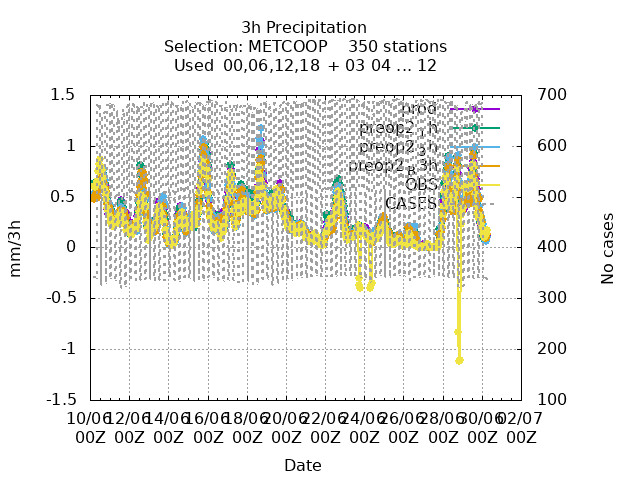 3h Precipitation
Selection: METCOOP 350 stations
Used 00,06,12,18 + 03 04 ... 12
1.5
1
0.5
0
-0.5
-1
-1.5
mm/3h
700
600
500
400
300
200
100
No cases
prod
preop2_1h
preop2_3h
preop2_R_3h
OBS
CASES
10/06 12/06 14/06 16/06 18/06 20/06 22/06 24/06 26/06 28/06 30/06 02/07
00Z 00Z 00Z 00Z 00Z 00Z 00Z 00Z 00Z 00Z 00Z 00Z
Date